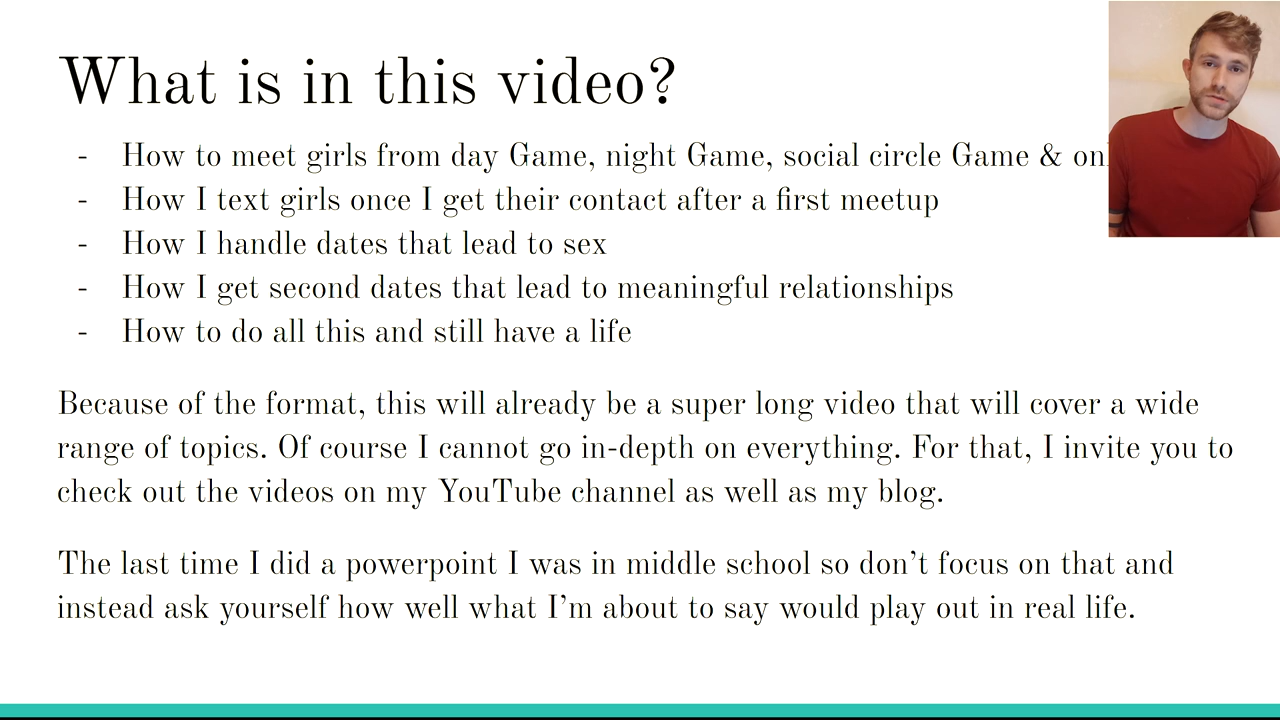 What is in this video?
- How to meet girls from day Game, night Game, social circle Game &
- How I text girls once I get their contact after a first meetup
- How I handle dates that lead to sex
- How I get second dates that lead to meaningful relationships
- How to do all this and still have a life
Because of the format, this will already be a super long video that will cover a wide
range of topics. Of course I cannot go in-depth on everything. For that, I invite you to
check out the videos on my YouTube channel as well as my blog.
The last time I did a powerpoint I was in middle school so don’t focus on that and
instead ask yourself how well what I’m about to say would play out in real life.